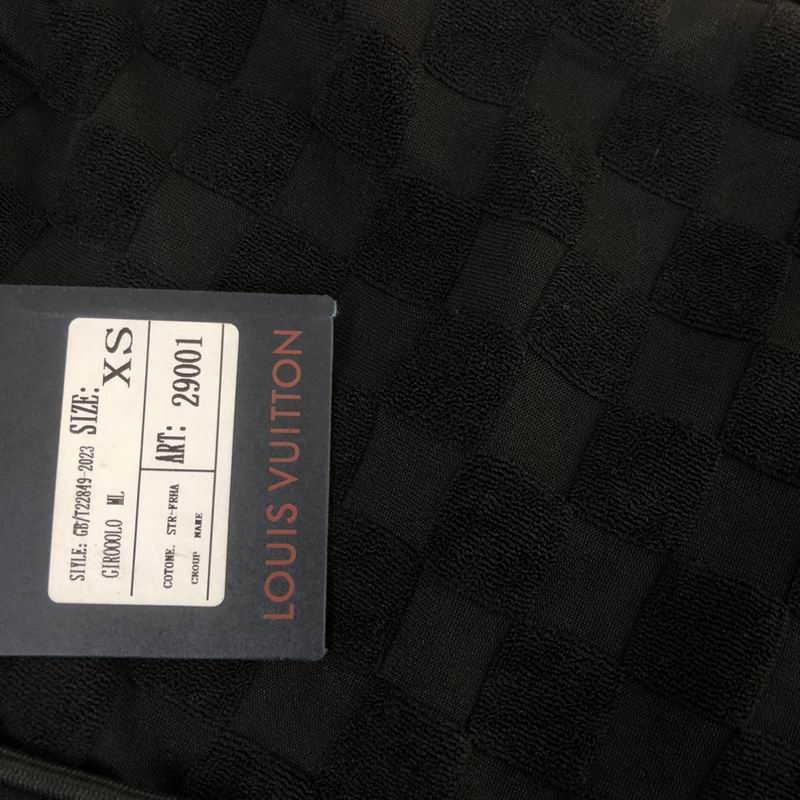 LOUIS VUITTON
STYLE: GB/T22849-2023
SIZE: XS
GIROOOLO ML
ART: 29001
COTONE. STR-FRHA
CROUP NAME